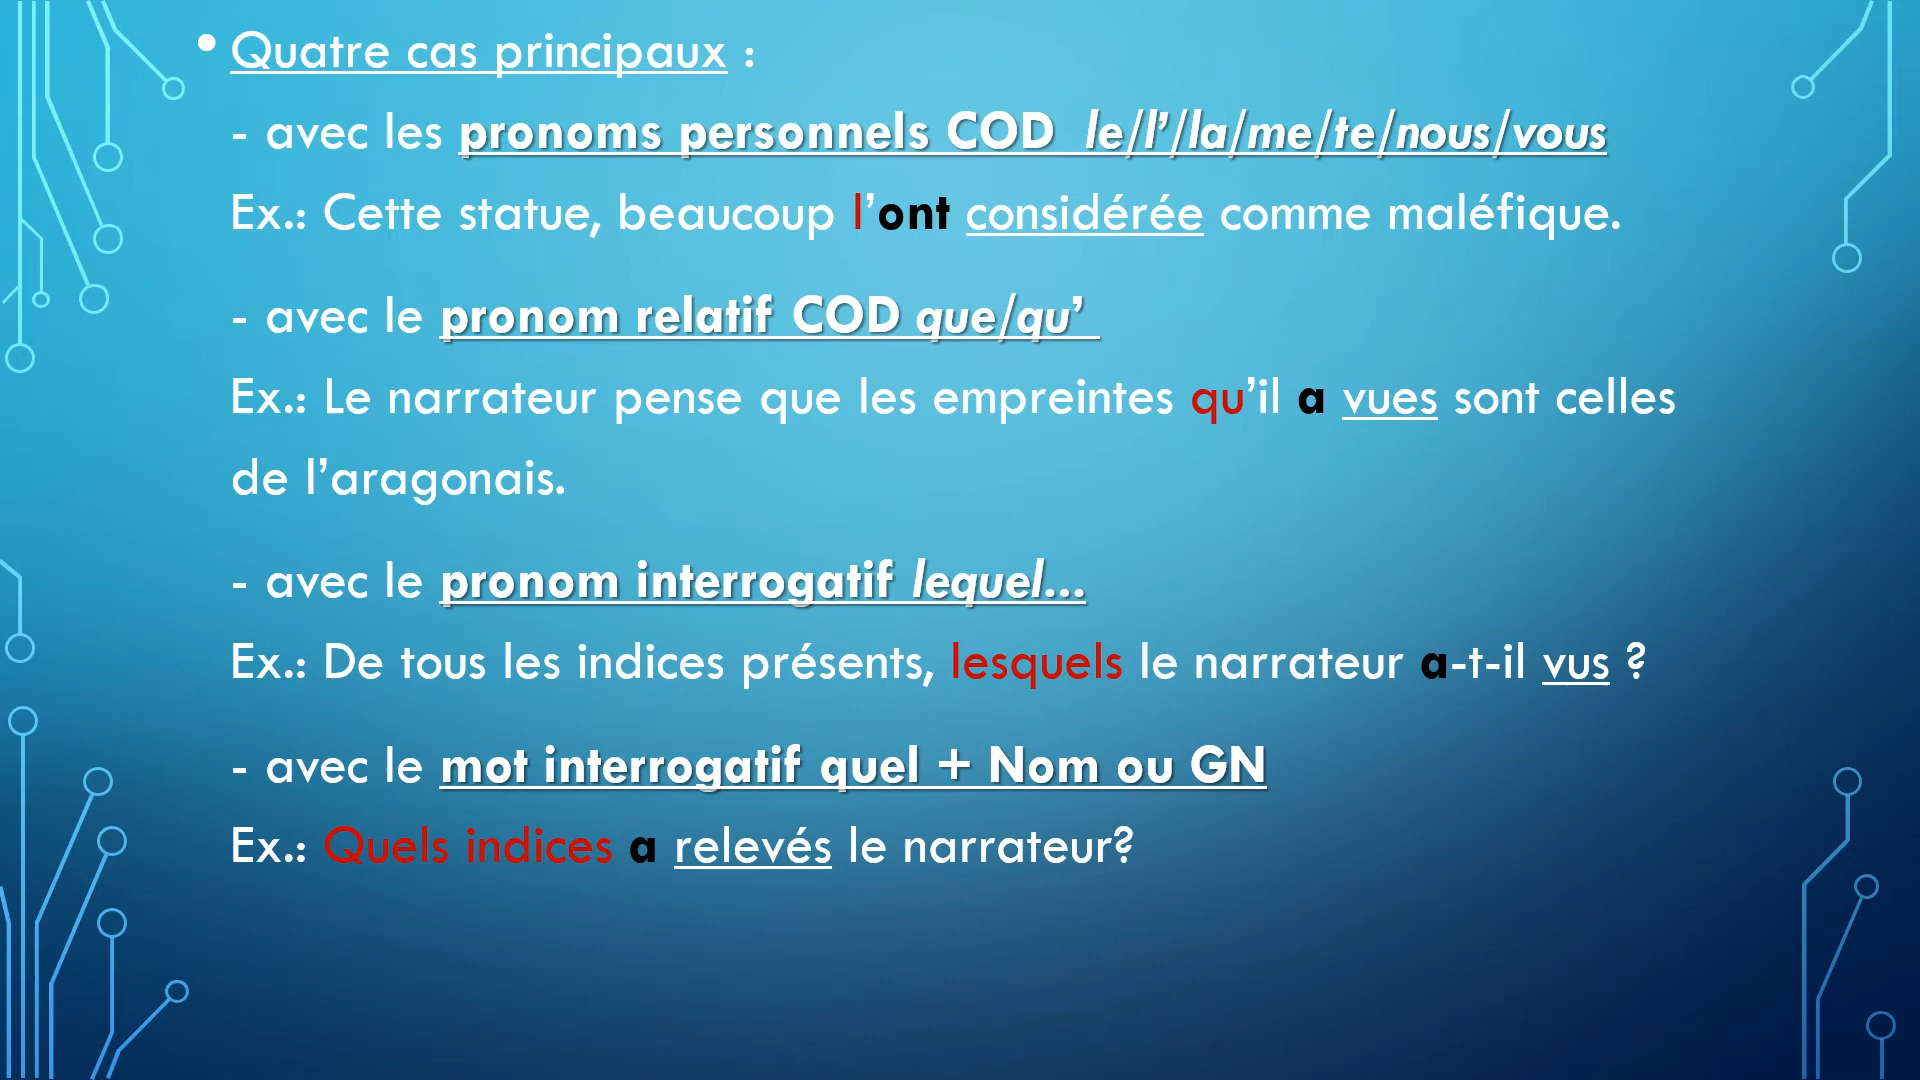 • Quatre cas principaux :
- avec les pronoms personnels COD le/l’/la/me/te/nous/vous
Ex.: Cette statue, beaucoup l’ont considérée comme maléfique.
- avec le pronom relatif COD que/qu’
Ex.: Le narrateur pense que les empreintes qu’il a vues sont celles
de l’aragonais.
- avec le pronom interrogatif lequel...
Ex.: De tous les indices présents, lesquels le narrateur a-t-il vus ?
- avec le mot interrogatif quel + Nom ou GN
Ex.: Quels indices a relevés le narrateur?